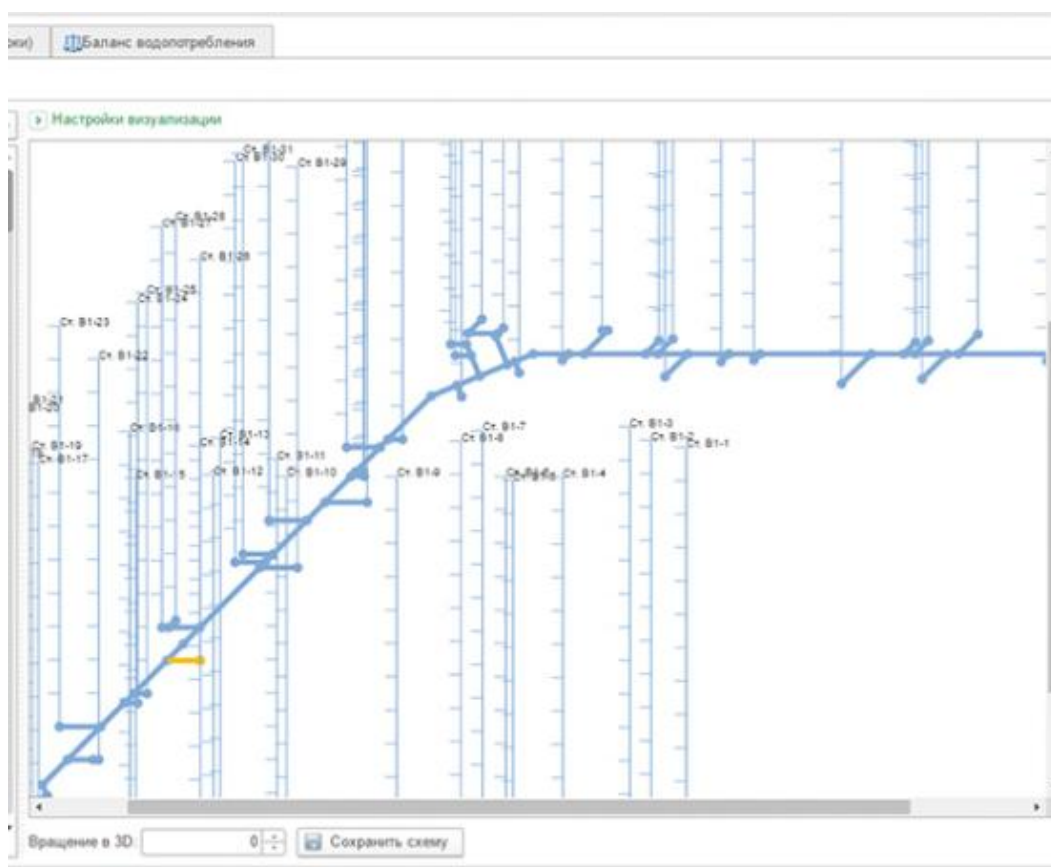 Баланс водопотребления
Настройки визуализации
Ст. В1-31
Ст. В1-30
Ст. В1-29
Ст. В1-28
Ст. В1-27
Ст. В1-26
Ст. В1-25
Ст. В1-24
Ст. В1-23
Ст. В1-22
Ст. В1-19
Ст. В1-17
Ст. В1-16
Ст. В1-15
Ст. В1-13
Ст. В1-14
Ст. В1-12
Ст. В1-11
Ст. В1-10
Ст. В1-9
Ст. В1-7
Ст. В1-8
Ст. В1-4
Ст. В1-3
Ст. В1-2
Ст. В1-1
Вращение в 3D: 0
Сохранить схему